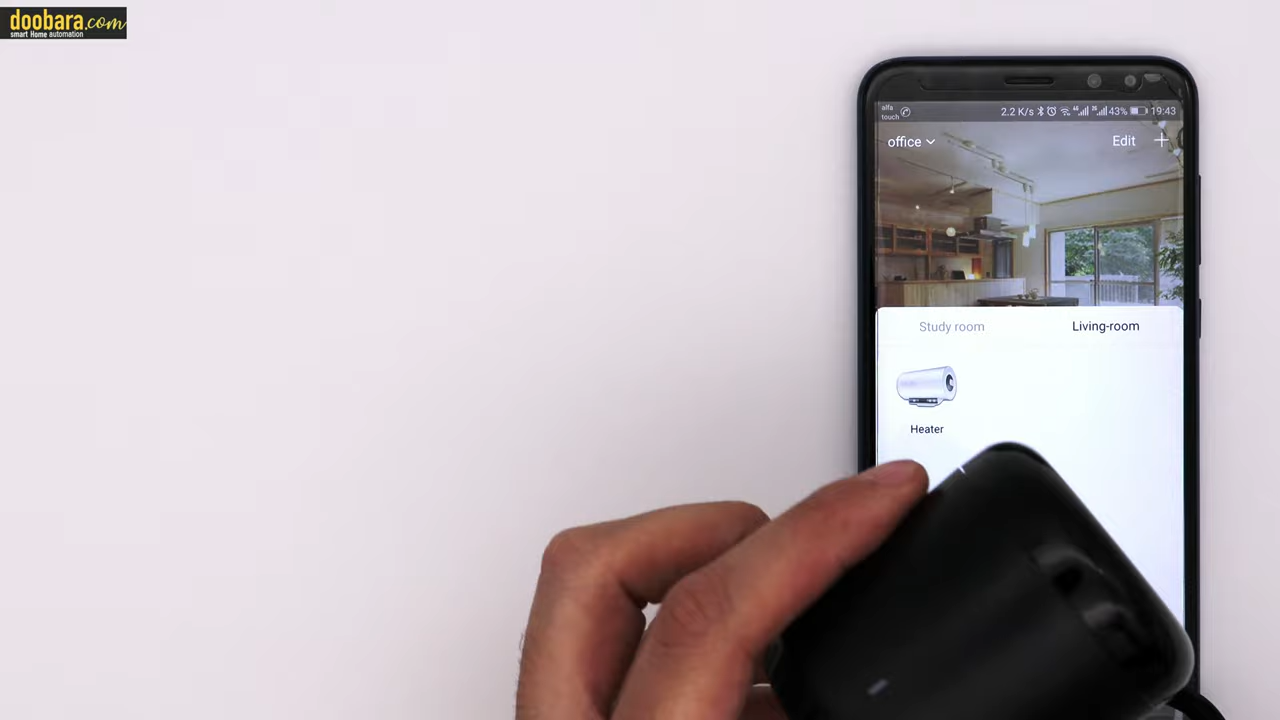 doobara.com
smart Home automation
alfa
touch
2.2 K/s 43% 19:43
office Edit +
Study room Living-room
Heater